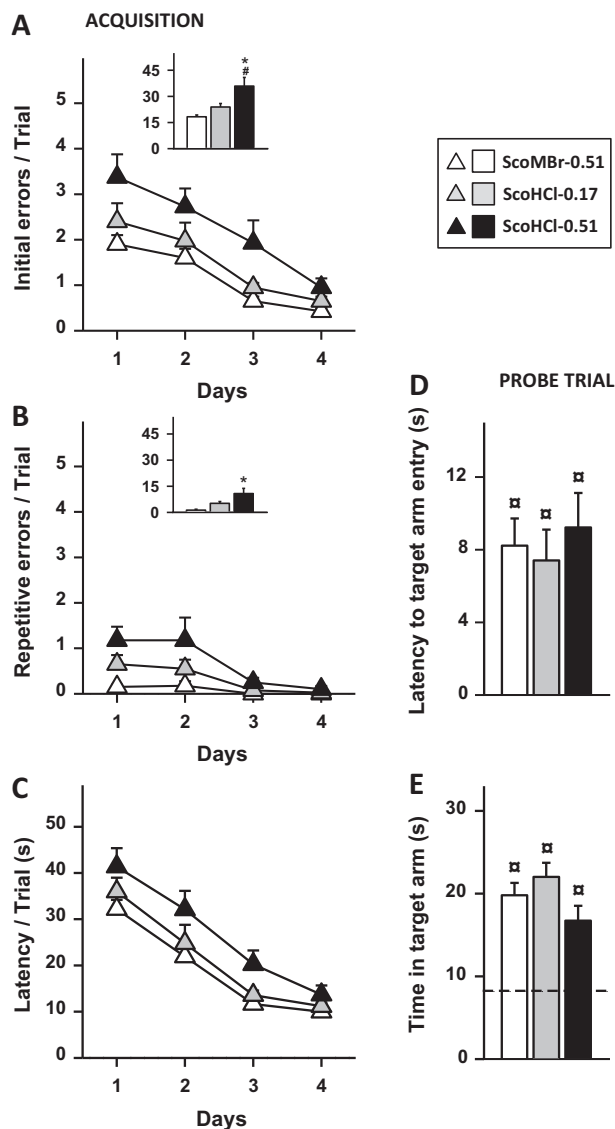 A ACQUISITION
Initial errors / Trial
5
4
3
2
1
0
45
30
15
0
*
#
1 2 3 4
Days
ScoMBr-0.51
ScoHCl-0.17
ScoHCl-0.51
B
Repetitive errors / Trial
5
4
3
2
1
0
45
30
15
0
*
1 2 3 4
Days
C
Latency / Trial (s)
50
40
30
20
10
0
1 2 3 4
Days
D PROBE TRIAL
Latency to target arm entry (s)
12
8
4
0
¤ ¤ ¤
E
Time in target arm (s)
30
20
10
0
¤ ¤ ¤